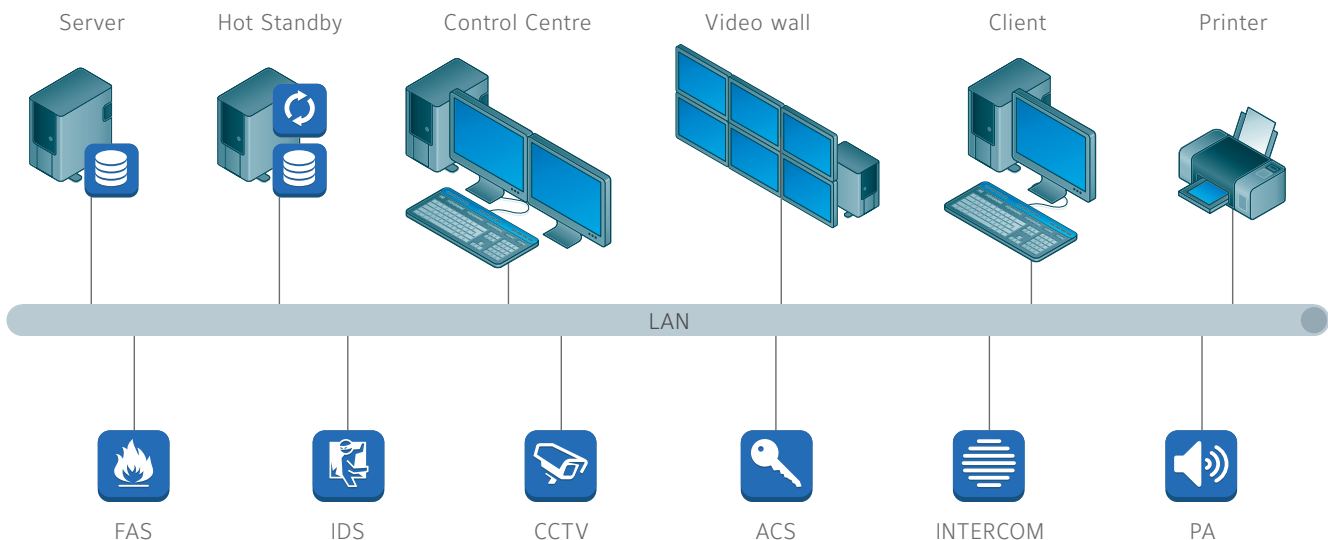 Server
Hot Standby
Control Centre
Video wall
Client
Printer
LAN
FAS
IDS
CCTV
ACS
INTERCOM
PA